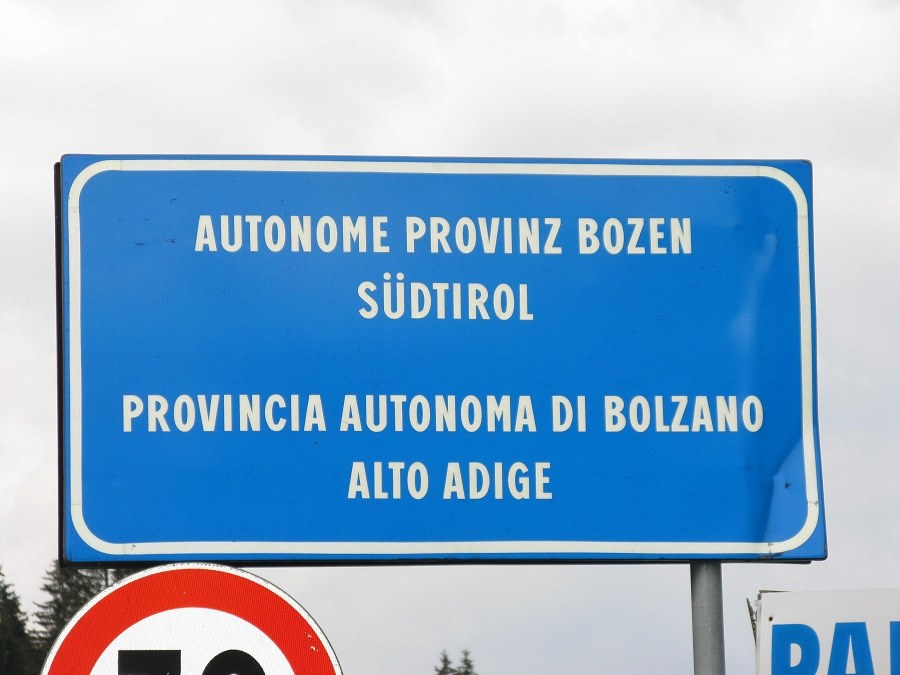 AUTONOME PROVINZ BOZEN
SÜDTIROL
PROVINCIA AUTONOMA DI BOLZANO
ALTO ADIGE